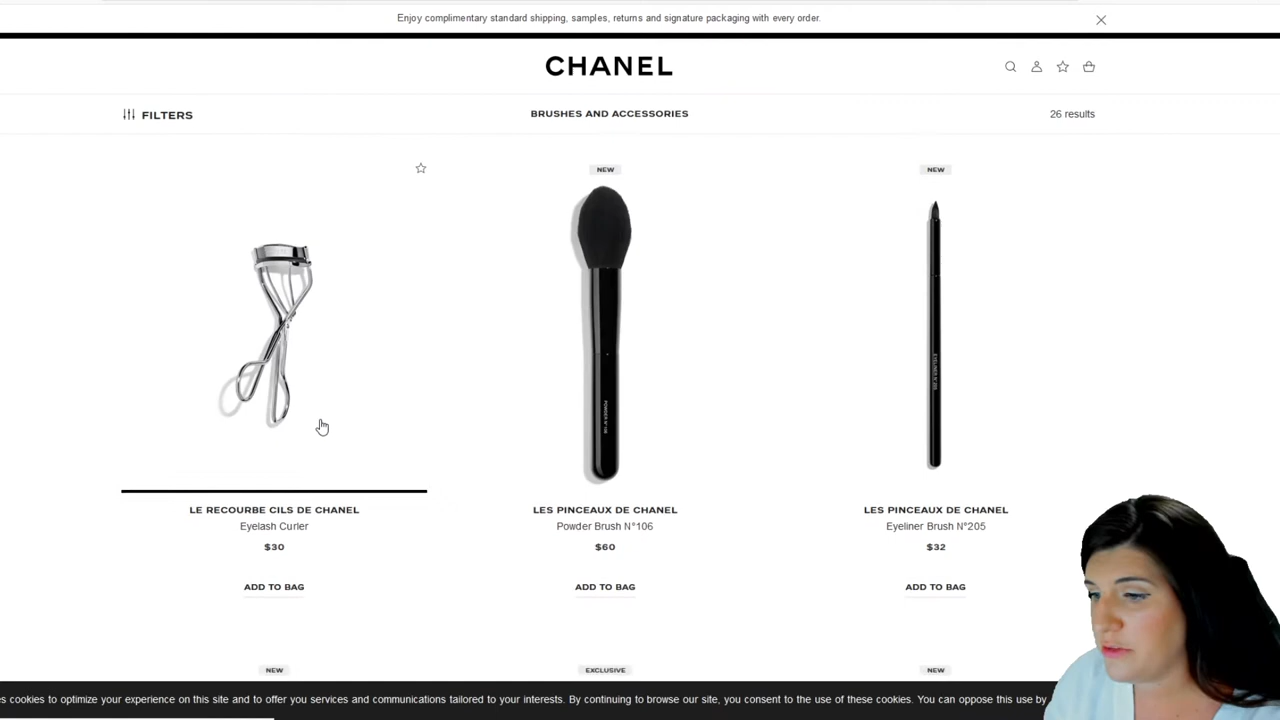 Enjoy complimentary standard shipping, samples, returns and signature packaging with every order.
CHANEL
FILTERS
BRUSHES AND ACCESSORIES
26 results
NEW
NEW
POWDER N°106
EYELINER N°205
LE RECOURBE CILS DE CHANEL
LES PINCEAUX DE CHANEL
LES PINCEAUX DE CHANEL
Eyelash Curler
Powder Brush N°106
Eyeliner Brush N°205
$30
$60
$32
ADD TO BAG
ADD TO BAG
ADD TO BAG
NEW
EXCLUSIVE
NEW
s cookies to optimize your experience on this site and to offer you services and communications tailored to your interests. By continuing to browse our site, you consent to the use of these cookies. You can oppose this use by